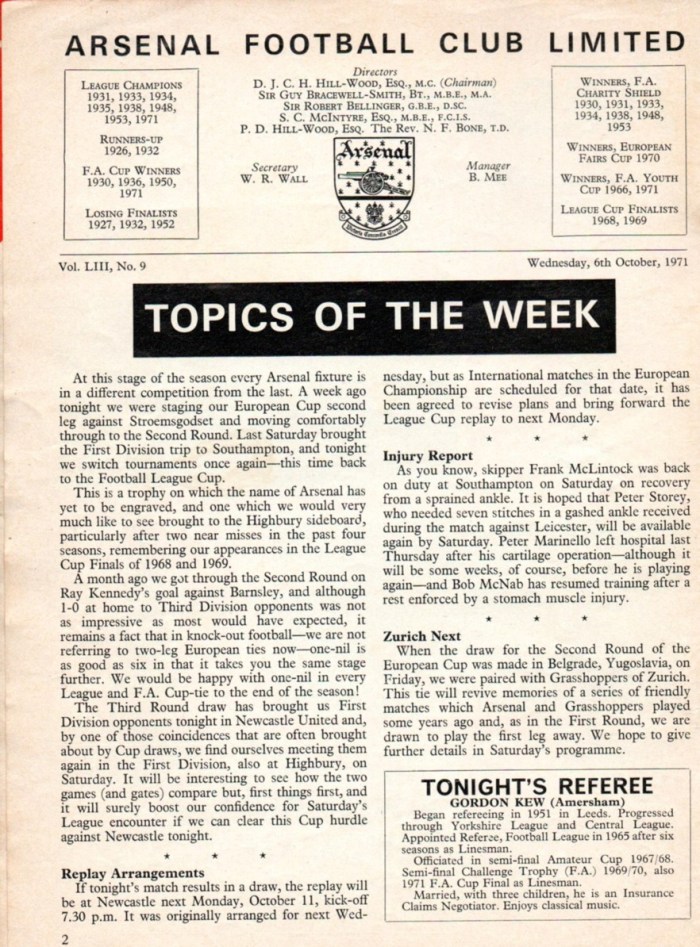 ARSENAL FOOTBALL CLUB LIMITED
LEAGUE CHAMPIONS
1931, 1933, 1934,
1935, 1938, 1948,
1953, 1971
RUNNERS-UP
1926, 1932
F.A. CUP WINNERS
1930, 1936, 1950,
1971
LOSING FINALISTS
1927, 1932, 1952
Directors
D. J. C. H. HILL-WOOD, ESQ., M.C. (Chairman)
SIR GUY BRACEWELL-SMITH, BT., M.B.E., M.A.
SIR ROBERT BELLINGER, G.B.E., D.SC.
S. C. MCINTYRE, ESQ., M.B.E., F.C.I.S.
P. D. HILL-WOOD, ESQ. The REV. N. F. BONE, T.D.
Secretary
W. R. WALL
Arsenal
Victoria Concordia Crescit
Manager
B. MEE
WINNERS, F.A.
CHARITY SHIELD
1930, 1931, 1933,
1934, 1938, 1948,
1953
WINNERS, EUROPEAN
FAIRS CUP 1970
WINNERS, F.A. YOUTH
CUP 1966, 1971
LEAGUE CUP FINALISTS
1968, 1969
Vol. LIII, No. 9
Wednesday, 6th October, 1971
TOPICS OF THE WEEK
At this stage of the season every Arsenal fixture is
in a different competition from the last. A week ago
tonight we were staging our European Cup second
leg against Stroemsgodset and moving comfortably
through to the Second Round. Last Saturday brought
the First Division trip to Southampton, and tonight
we switch tournaments once again—this time back
to the Football League Cup.
This is a trophy on which the name of Arsenal has
yet to be engraved, and one which we would very
much like to see brought to the Highbury sideboard,
particularly after two near misses in the past four
seasons, remembering our appearances in the League
Cup Finals of 1968 and 1969.
A month ago we got through the Second Round on
Ray Kennedy's goal against Barnsley, and although
1-0 at home to Third Division opponents was not
as impressive as most would have expected, it
remains a fact that in knock-out football—we are not
referring to two-leg European ties now—one-nil is
as good as six in that it takes you the same stage
further. We would be happy with one-nil in every
League and F.A. Cup-tie to the end of the season!
The Third Round draw has brought us First
Division opponents tonight in Newcastle United and,
by one of those coincidences that are often brought
about by Cup draws, we find ourselves meeting them
again in the First Division, also at Highbury, on
Saturday. It will be interesting to see how the two
games (and gates) compare but, first things first, and
it will surely boost our confidence for Saturday's
League encounter if we can clear this Cup hurdle
against Newcastle tonight.
* * *
Replay Arrangements
If tonight's match results in a draw, the replay will
be at Newcastle next Monday, October 11, kick-off
7.30 p.m. It was originally arranged for next Wed-
nesday, but as International matches in the European
Championship are scheduled for that date, it has
been agreed to revise plans and bring forward the
League Cup replay to next Monday.
* * *
Injury Report
As you know, skipper Frank McLintock was back
on duty at Southampton on Saturday on recovery
from a sprained ankle. It is hoped that Peter Storey,
who needed seven stitches in a gashed ankle received
during the match against Leicester, will be available
again by Saturday. Peter Marinello left hospital last
Thursday after his cartilage operation—although it
will be some weeks, of course, before he is playing
again—and Bob McNab has resumed training after a
rest enforced by a stomach muscle injury.
* * *
Zurich Next
When the draw for the Second Round of the
European Cup was made in Belgrade, Yugoslavia, on
Friday, we were paired with Grasshoppers of Zurich.
This tie will revive memories of a series of friendly
matches which Arsenal and Grasshoppers played
some years ago and, as in the First Round, we are
drawn to play the first leg away. We hope to give
further details in Saturday's programme.
TONIGHT'S REFEREE
GORDON KEW (Amersham)
Began refereeing in 1951 in Leeds. Progressed
through Yorkshire League and Central League.
Appointed Referee, Football League in 1965 after six
seasons as Linesman.
Officiated in semi-final Amateur Cup 1967/68.
Semi-final Challenge Trophy (F.A.) 1969/70, also
1971 F.A. Cup Final as Linesman.
Married, with three children, he is an Insurance
Claims Negotiator. Enjoys classical music.
2